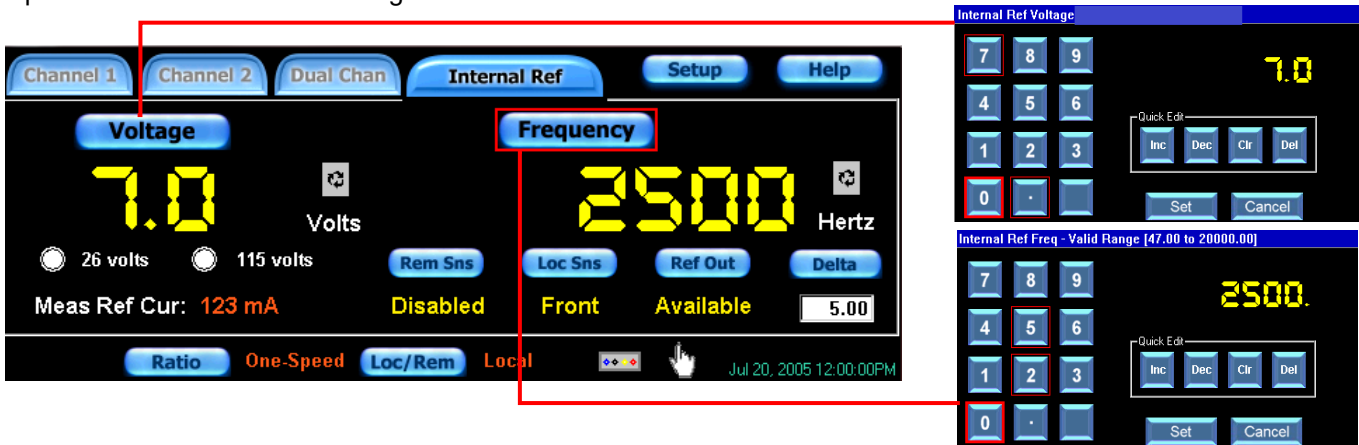 Channel 1 Channel 2 Dual Chan Internal Ref Setup Help
Voltage Frequency
7.0 Volts 2500 Hertz
26 volts 115 volts Rem Sns Loc Sns Ref Out Delta
Meas Ref Cur: 123 mA Disabled Front Available 5.00
Ratio One-Speed Loc/Rem Local Jul 20, 2005 12:00:00PM
Internal Ref Voltage
7 8 9 7.0
4 5 6 Quick Edit
1 2 3 Inc Dec Clr Del
0 . Set Cancel
Internal Ref Freq - Valid Range [47.00 to 20000.00]
7 8 9 2500.
4 5 6 Quick Edit
1 2 3 Inc Dec Clr Del
0 . Set Cancel